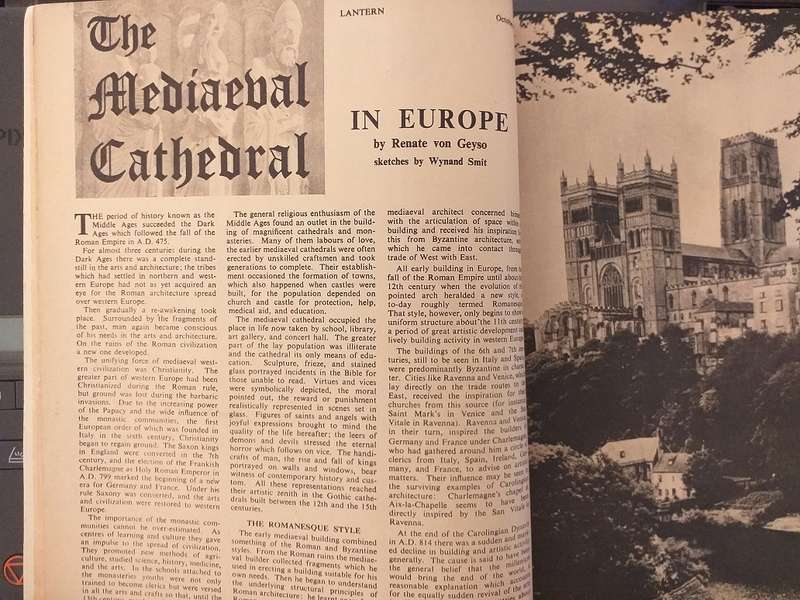 LANTERN
The
Mediaeval
Cathedral
IN EUROPE
by Renate von Geyso
sketches by Wynand Smit
THE period of history known as the
Middle Ages succeeded the Dark
Ages which followed the fall of the
Roman Empire in A.D. 475.
For almost three centuries during the
Dark Ages there was a complete stand-
still in the arts and architecture; the tribes
which had settled in northern and west-
ern Europe had not as yet acquired an
eye for the Roman architecture spread
over western Europe.
Then gradually a re-awakening took
place. Surrounded by the fragments of
the past, man again became conscious
of his needs in the arts and architecture.
On the ruins of the Roman civilization
a new one developed.
The unifying force of mediaeval west-
ern civilization was Christianity. The
greater part of western Europe had been
Christianized during the Roman rule,
but ground was lost during the barbaric
invasions. Due to the increasing power
of the Papacy and the wide influence of
the monastic communities, the first
European order of which was founded in
Italy in the sixth century, Christianity
began to regain ground. The Saxon kings
in England were converted in the 7th
century, and the election of the Frankish
Charlemagne as Holy Roman Emperor in
A.D. 799 marked the beginning of a new
era for Germany and France. Under his
rule Saxony was converted, and the arts
and civilization were restored to western
Europe.
The importance of the monastic com-
munities cannot be over-estimated. As
centres of learning and culture they gave
an impulse to the spread of civilization.
They promoted new methods of agri-
culture, studied science, history, medicine,
and the arts. In the schools attached to
the monasteries youths were not only
trained to become clerics but were versed
in all the arts and crafts so that, until the
The general religious enthusiasm of the
Middle Ages found an outlet in the build-
ing of magnificent cathedrals and mon-
asteries. Many of them labours of love,
the earlier mediaeval cathedrals were often
erected by unskilled craftsmen and took
generations to complete. Their establish-
ment occasioned the formation of towns,
which also happened when castles were
built, for the population depended on
church and castle for protection, help,
medical aid, and education.
The mediaeval cathedral occupied the
place in life now taken by school, library,
art gallery, and concert hall. The greater
part of the lay population was illiterate
and the cathedral its only means of edu-
cation. Sculpture, frieze, and stained
glass portrayed incidents in the Bible for
those unable to read. Virtues and vices
were symbolically depicted, the moral
pointed out, the reward or punishment
realistically represented in scenes set in
glass. Figures of saints and angels with
joyful expressions brought to mind the
quality of the life hereafter; the leers of
demons and devils stressed the eternal
horror which follows on vice. The handi-
crafts of man, the rise and fall of kings
portrayed on walls and windows, bear
witness of contemporary history and cus-
tom. All these representations reached
their artistic zenith in the Gothic cathe-
drals built between the 12th and the 15th
centuries.
THE ROMANESQUE STYLE
The early mediaeval building combined
something of the Roman and Byzantine
styles. From the Roman ruins the mediae-
val builder collected fragments which he
used in erecting a building suitable for his
own needs. Then he began to understand
the underlying structural principles of
Roman architecture: he learnt
mediaeval architect concerned
with the articulation of space
building and received his inspiration
this from Byzantine architecture,
which he came into contact through
trade of West with East.
All early building in Europe, from
fall of the Roman Empire until about
12th century when the evolution of
pointed arch heralded a new style,
to-day roughly termed
That style, however, only begins to
uniform structure about the 11th
a period of great artistic development
lively building activity in western
The buildings of the 6th and 7th
turies, still to be seen in Italy and
were predominantly Byzantine in
ter. Cities like Ravenna and Venice,
lay directly on the trade routes to
East, received the inspiration for
churches from this source (for
Saint Mark's in Venice and the
Vitale in Ravenna). Ravenna and
in their turn, inspired the builders
Germany and France under
who had gathered around him a
clerics from Italy, Spain, Ireland,
many, and France, to advise on
matters. Their influence may be
the surviving examples of
architecture: Charlemagne's chapel
Aix-la-Chapelle seems to have
directly inspired by the San Vitale
Ravenna.
At the end of the Carolingian
in A.D. 814 there was a sudden and
ed decline in building and artistic
generally. The cause is said to have
the general belief that the
would bring the end of the world.
reasonable explanation which
for the equally sudden revival of the